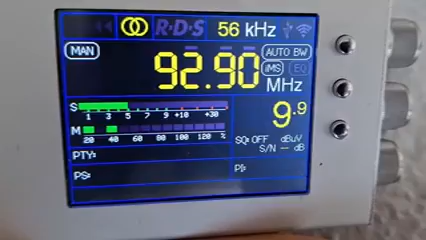 R·D·S 56 kHz
MAN 92.90 AUTO BW
iMS EQ
MHz
S 1 3 5 7 9 +10 +30 9.9
M 20 40 60 80 100 120 %
SQ: OFF dBuV
S/N -- dB
PTY:
PS: PI: